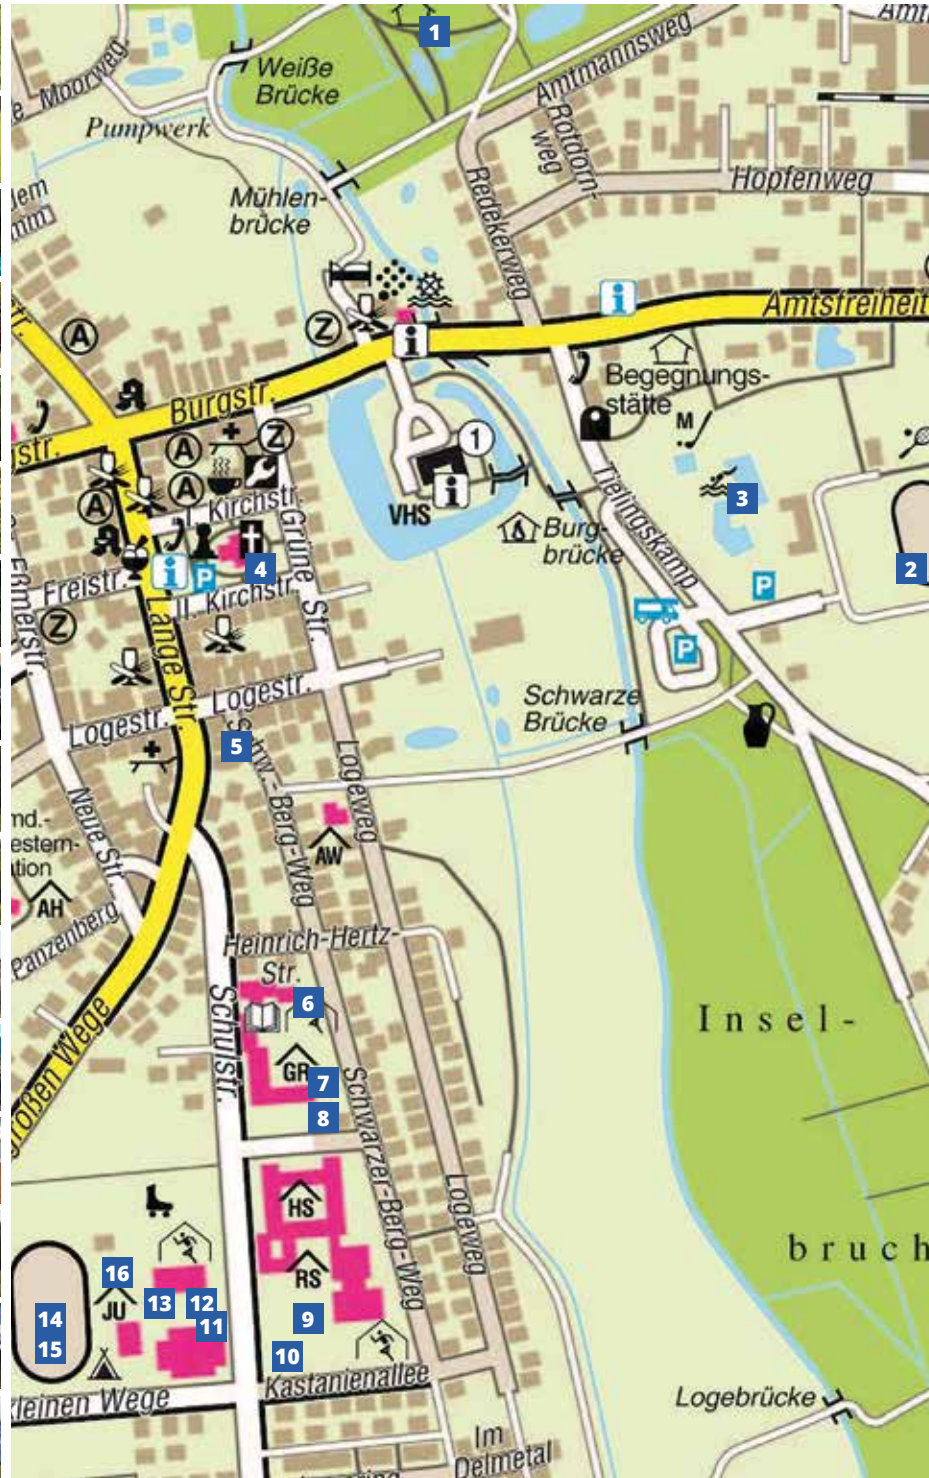 1
Weiße
Brücke
Moorweg
Pumpwerk
Amtmannsweg
Rotdorn-
weg
Hopfenweg
Mühlen-
brücke
Redekerweg
Amtsfreiheit
Z
i
i
A
Begegnungs-
stätte
M
Burgstr.
1
A
Z
A
A
I. Kirchstr.
i
VHS
3
Tielingskamp
Burg-
brücke
2
Grüne Str.
Freistr.
i
P
4
II. Kirchstr.
P
Z
Lange Str.
P
Logestr.
Logestr.
Schwarze
Brücke
5
Schw.-Berg-Weg
Logeweg
Neue Str.
AW
AH
Panzenberg
Heinrich-Hertz-
Str.
6
Schulstr.
GR
7
8
Insel-
bruch
Schwarzer-Berg-Weg
Logeweg
HS
RS
16
JU
13
12
11
14
15
9
10
Kastanienallee
Logebrücke
Im
Delmetal